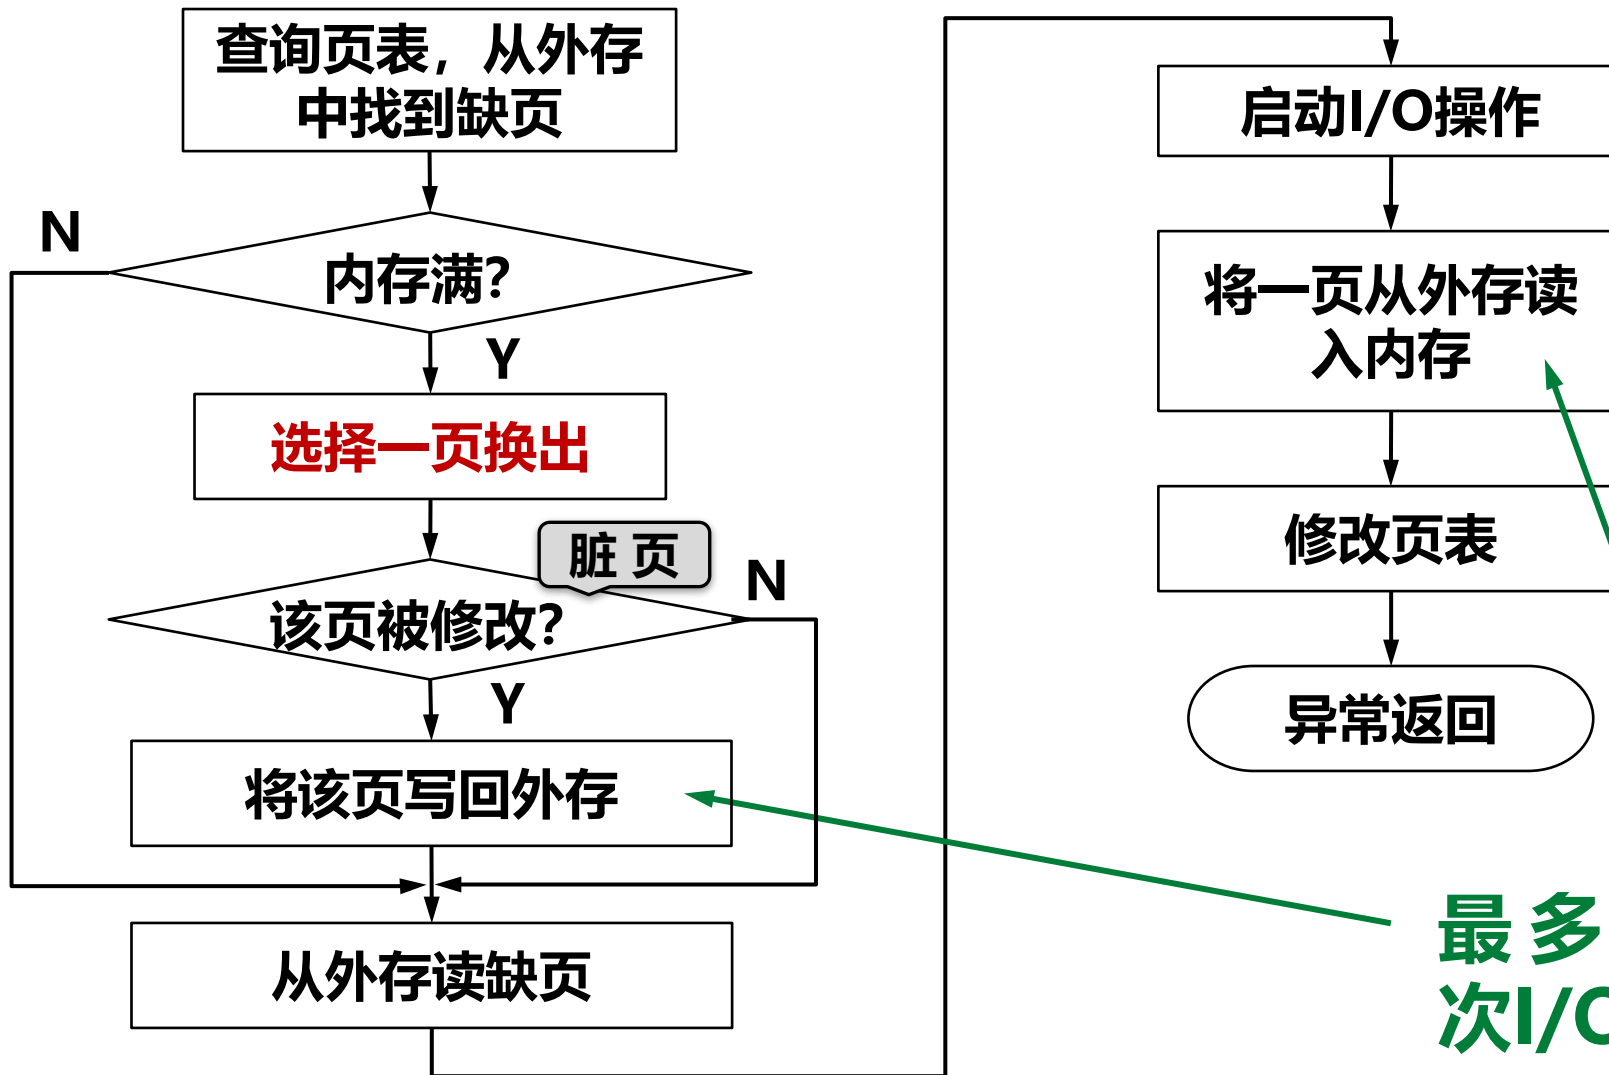 查询页表，从外存
中找到缺页
N
内存满?
Y
选择一页换出
脏 页
N
该页被修改?
Y
将该页写回外存
从外存读缺页
启动I/O操作
将一页从外存读
入内存
修改页表
异常返回
最 多
次I/O